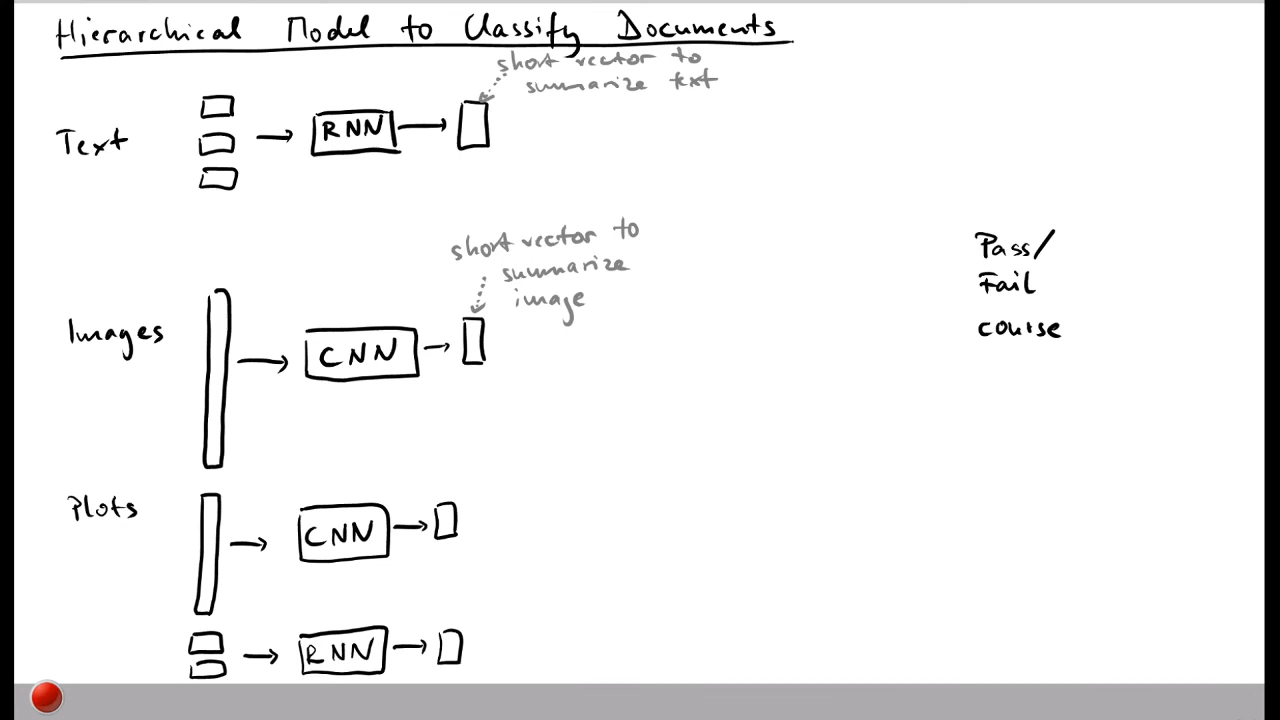 Hierarchical Model to Classify Documents
short vector to
summarize text
Text
RNN
short vector to
summarize
image
Images
CNN
Pass/
Fail
course
Plots
CNN
RNN